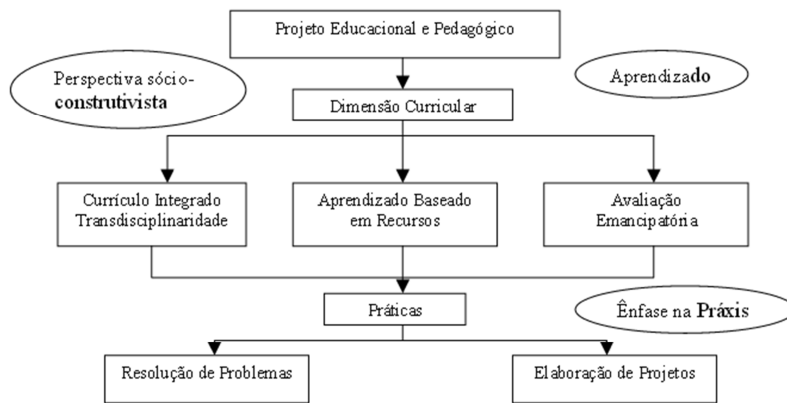 Projeto Educacional e Pedagógico
Perspectiva sócio-
construtivista
Aprendizado
Dimensão Curricular
Currículo Integrado
Transdisciplinaridade
Aprendizado Baseado
em Recursos
Avaliação
Emancipatória
Práticas
Ênfase na Práxis
Resolução de Problemas
Elaboração de Projetos